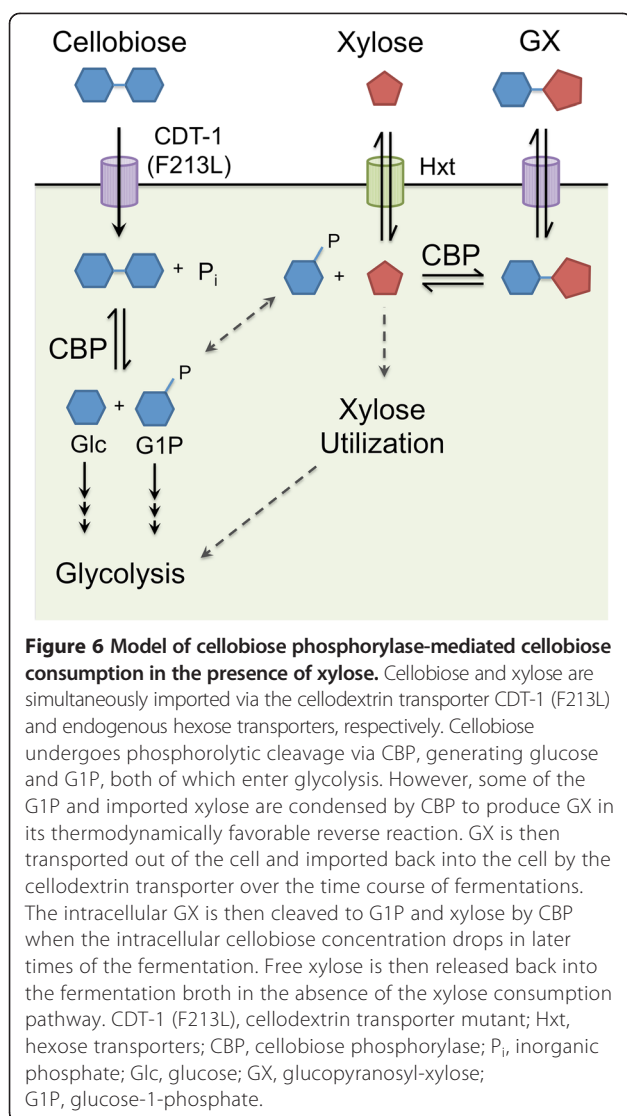 Cellobiose
Xylose
GX
CDT-1
(F213L)
Hxt
+ Pi
P
+
CBP
CBP
P
+
Glc
G1P
Xylose
Utilization
Glycolysis
Figure 6 Model of cellobiose phosphorylase-mediated cellobiose
consumption in the presence of xylose. Cellobiose and xylose are
simultaneously imported via the cellodextrin transporter CDT-1 (F213L)
and endogenous hexose transporters, respectively. Cellobiose
undergoes phosphorolytic cleavage via CBP, generating glucose
and G1P, both of which enter glycolysis. However, some of the
G1P and imported xylose are condensed by CBP to produce GX in
its thermodynamically favorable reverse reaction. GX is then
transported out of the cell and imported back into the cell by the
cellodextrin transporter over the time course of fermentations.
The intracellular GX is then cleaved to G1P and xylose by CBP
when the intracellular cellobiose concentration drops in later
times of the fermentation. Free xylose is then released back into
the fermentation broth in the absence of the xylose consumption
pathway. CDT-1 (F213L), cellodextrin transporter mutant; Hxt,
hexose transporters; CBP, cellobiose phosphorylase; Pi, inorganic
phosphate; Glc, glucose; GX, glucopyranosyl-xylose;
G1P, glucose-1-phosphate.